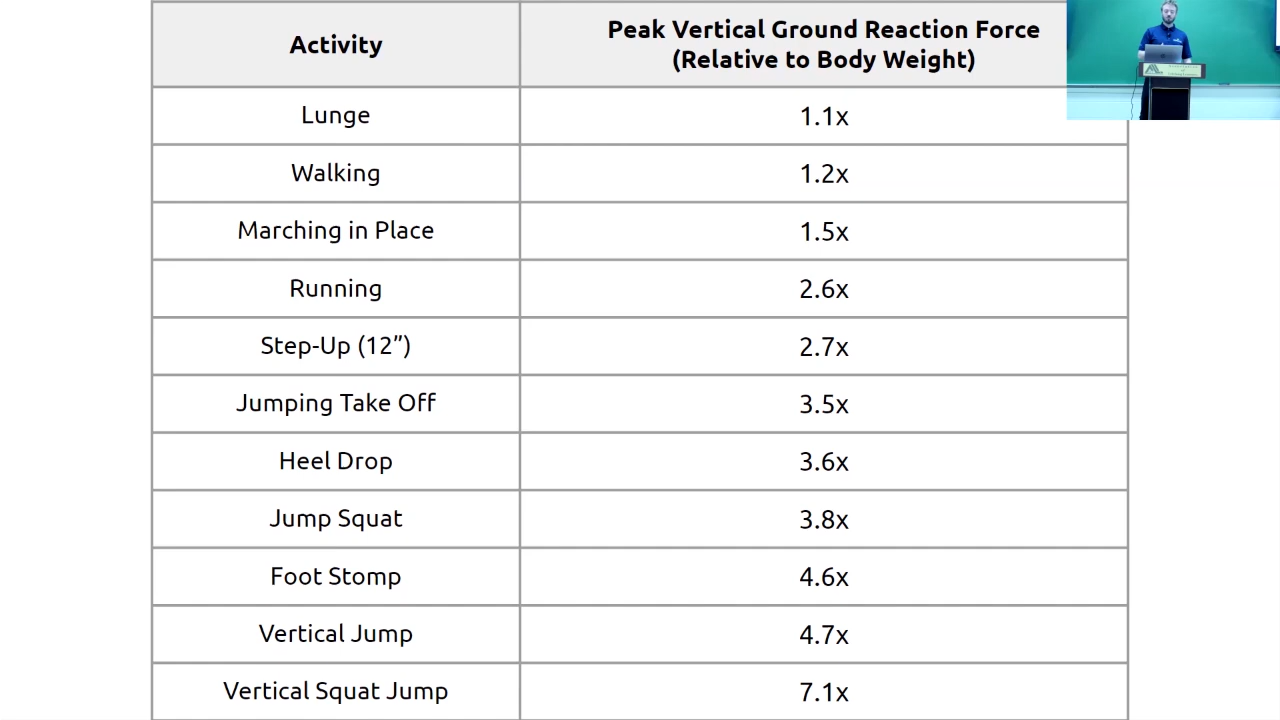 Activity
Peak Vertical Ground Reaction Force
(Relative to Body Weight)
Lunge
1.1x
Walking
1.2x
Marching in Place
1.5x
Running
2.6x
Step-Up (12”)
2.7x
Jumping Take Off
3.5x
Heel Drop
3.6x
Jump Squat
3.8x
Foot Stomp
4.6x
Vertical Jump
4.7x
Vertical Squat Jump
7.1x